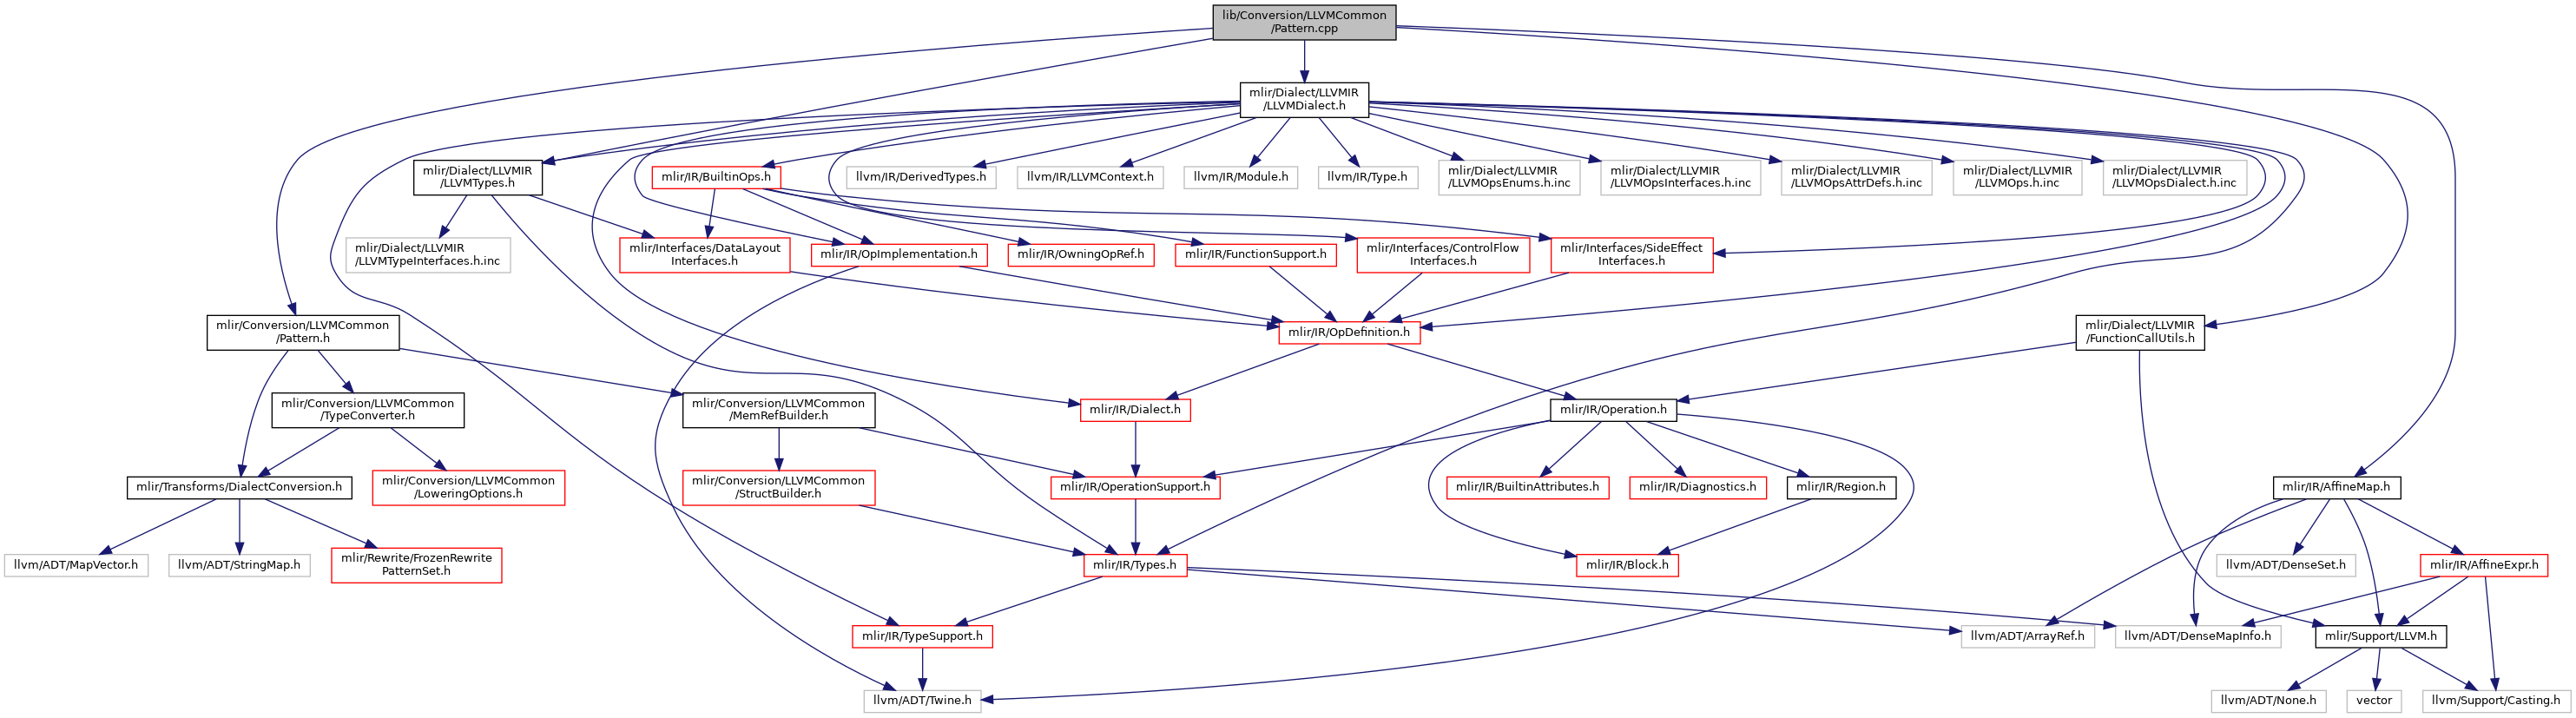 lib/Conversion/LLVMCommon
/Pattern.cpp
mlir/Dialect/LLVMIR
/LLVMDialect.h
mlir/Dialect/LLVMIR
/LLVMTypes.h
mlir/IR/BuiltinOps.h
llvm/IR/DerivedTypes.h
llvm/IR/LLVMContext.h
llvm/IR/Module.h
llvm/IR/Type.h
mlir/Dialect/LLVMIR
/LLVMOpsEnums.h.inc
mlir/Dialect/LLVMIR
/LLVMOpsInterfaces.h.inc
mlir/Dialect/LLVMIR
/LLVMOpsAttrDefs.h.inc
mlir/Dialect/LLVMIR
/LLVMOps.h.inc
mlir/Dialect/LLVMIR
/LLVMOpsDialect.h.inc
mlir/Dialect/LLVMIR
/LLVMTypeInterfaces.h.inc
mlir/Interfaces/DataLayout
Interfaces.h
mlir/IR/OpImplementation.h
mlir/IR/OwningOpRef.h
mlir/IR/FunctionSupport.h
mlir/Interfaces/ControlFlow
Interfaces.h
mlir/Interfaces/SideEffect
Interfaces.h
mlir/Conversion/LLVMCommon
/Pattern.h
mlir/IR/OpDefinition.h
mlir/Dialect/LLVMIR
/FunctionCallUtils.h
mlir/Conversion/LLVMCommon
/TypeConverter.h
mlir/Conversion/LLVMCommon
/MemRefBuilder.h
mlir/IR/Dialect.h
mlir/IR/Operation.h
mlir/Transforms/DialectConversion.h
mlir/Conversion/LLVMCommon
/LoweringOptions.h
mlir/Conversion/LLVMCommon
/StructBuilder.h
mlir/IR/OperationSupport.h
mlir/IR/BuiltinAttributes.h
mlir/IR/Diagnostics.h
mlir/IR/Region.h
mlir/IR/AffineMap.h
llvm/ADT/MapVector.h
llvm/ADT/StringMap.h
mlir/Rewrite/FrozenRewrite
PatternSet.h
mlir/IR/Types.h
mlir/IR/Block.h
llvm/ADT/DenseSet.h
mlir/IR/AffineExpr.h
mlir/IR/TypeSupport.h
llvm/ADT/ArrayRef.h
llvm/ADT/DenseMapInfo.h
mlir/Support/LLVM.h
llvm/ADT/Twine.h
llvm/ADT/None.h
vector
llvm/Support/Casting.h